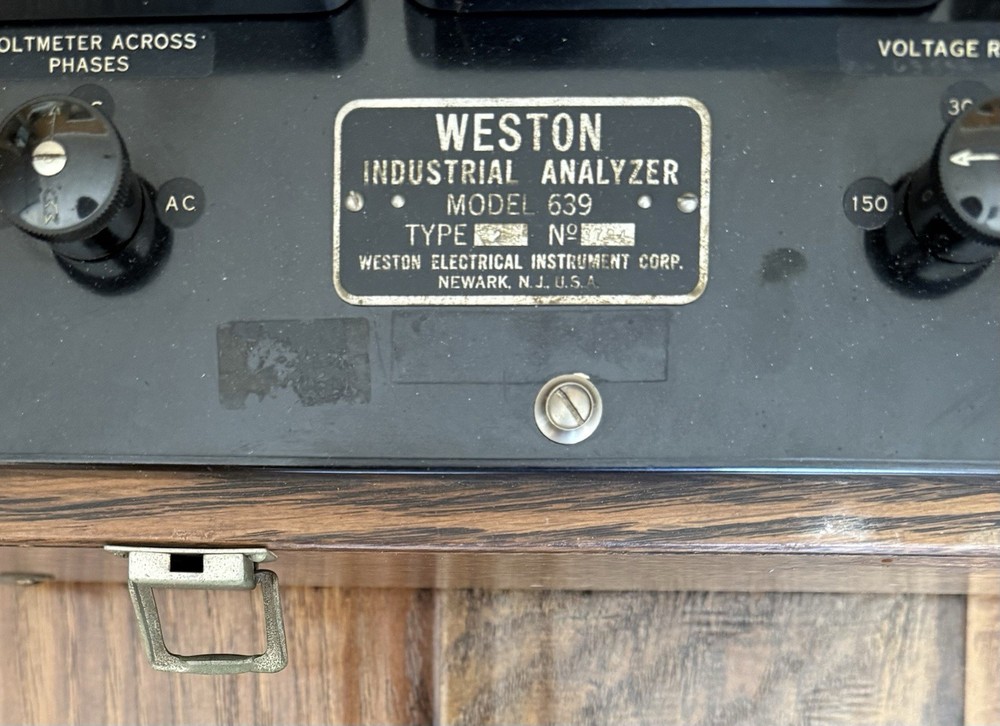 OLTMETER ACROSS
PHASES
VOLTAGE R
AC
30
150
WESTON
INDUSTRIAL ANALYZER
MODEL 639
TYPE Nº
WESTON ELECTRICAL INSTRUMENT CORP.
NEWARK, N.J., U.S.A.